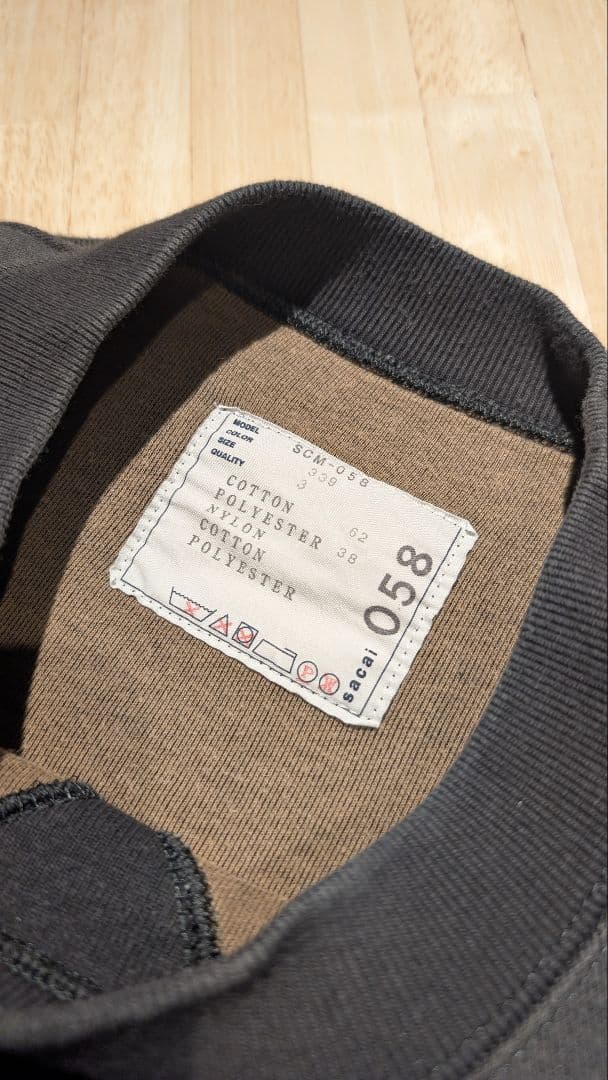 MODEL SCM-058
COLOR 339
SIZE 3
QUALITY
COTTON 62
POLYESTER 38
NYLON
COTTON
POLYESTER
P
sacai 058